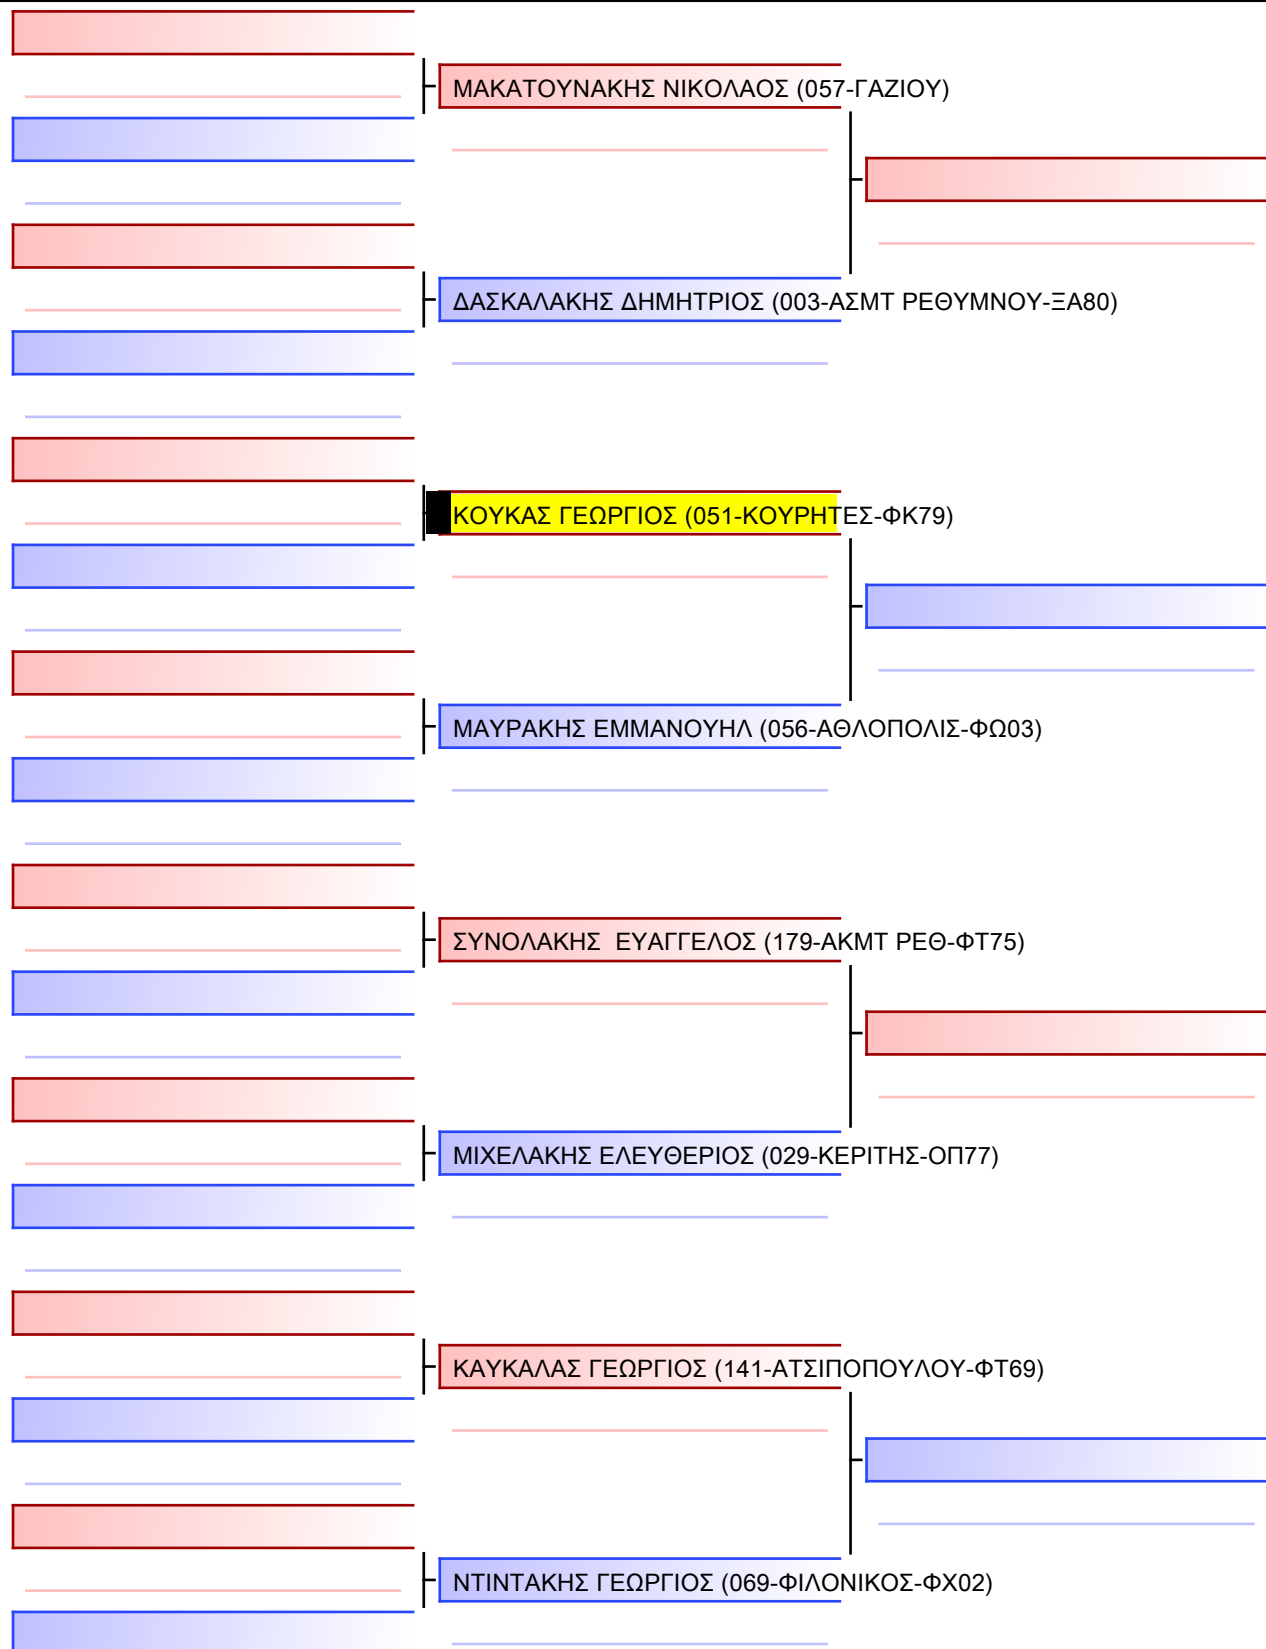 ΜΑΚΑΤΟΥΝΑΚΗΣ ΝΙΚΟΛΑΟΣ (057-ΓΑΖΙΟΥ)
ΔΑΣΚΑΛΑΚΗΣ ΔΗΜΗΤΡΙΟΣ (003-ΑΣΜΤ ΡΕΘΥΜΝΟΥ-ΞΑ80)
ΚΟΥΚΑΣ ΓΕΩΡΓΙΟΣ (051-ΚΟΥΡΗΤΕΣ-ΦΚ79)
ΜΑΥΡΑΚΗΣ ΕΜΜΑΝΟΥΗΛ (056-ΑΘΛΟΠΟΛΙΣ-ΦΩ03)
ΣΥΝΟΛΑΚΗΣ  ΕΥΑΓΓΕΛΟΣ (179-ΑΚΜΤ ΡΕΘ-ΦΤ75)
ΜΙΧΕΛΑΚΗΣ ΕΛΕΥΘΕΡΙΟΣ (029-ΚΕΡΙΤΗΣ-ΟΠ77)
ΚΑΥΚΑΛΑΣ ΓΕΩΡΓΙΟΣ (141-ΑΤΣΙΠΟΠΟΥΛΟΥ-ΦΤ69)
ΝΤΙΝΤΑΚΗΣ ΓΕΩΡΓΙΟΣ (069-ΦΙΛΟΝΙΚΟΣ-ΦΧ02)